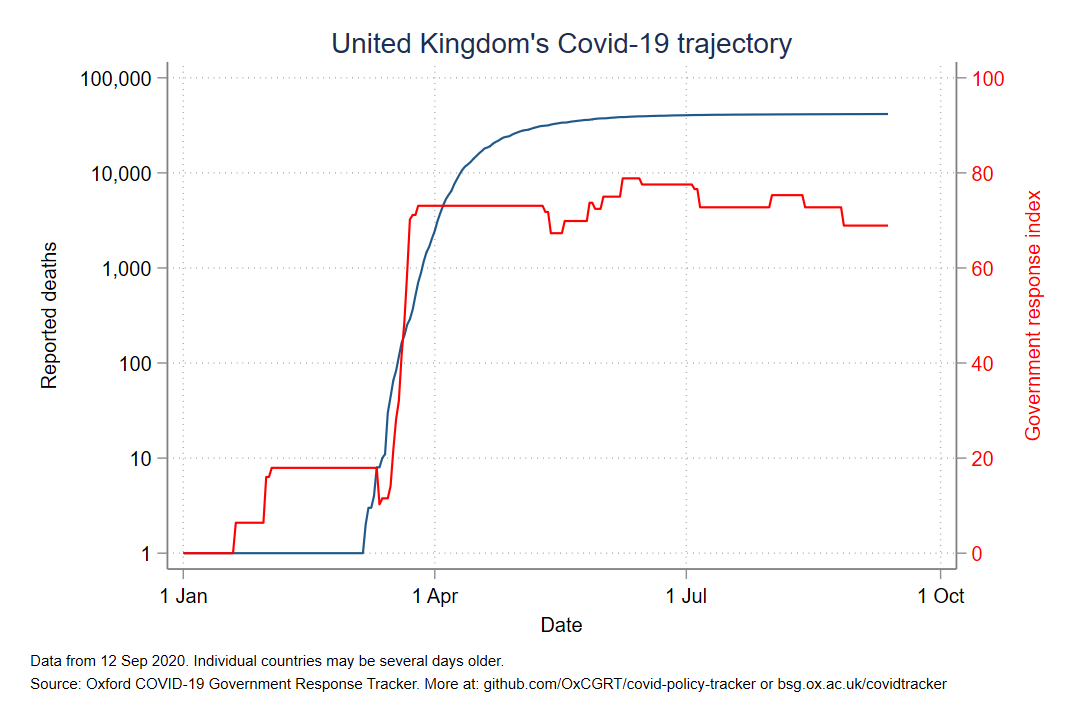 United Kingdom's Covid-19 trajectory
100,000
10,000
1,000
100
10
1
Reported deaths
100
80
60
40
20
0
Government response index
1 Jan
1 Apr
1 Jul
1 Oct
Date
Data from 12 Sep 2020. Individual countries may be several days older.
Source: Oxford COVID-19 Government Response Tracker. More at: github.com/OxCGRT/covid-policy-tracker or bsg.ox.ac.uk/covidtracker